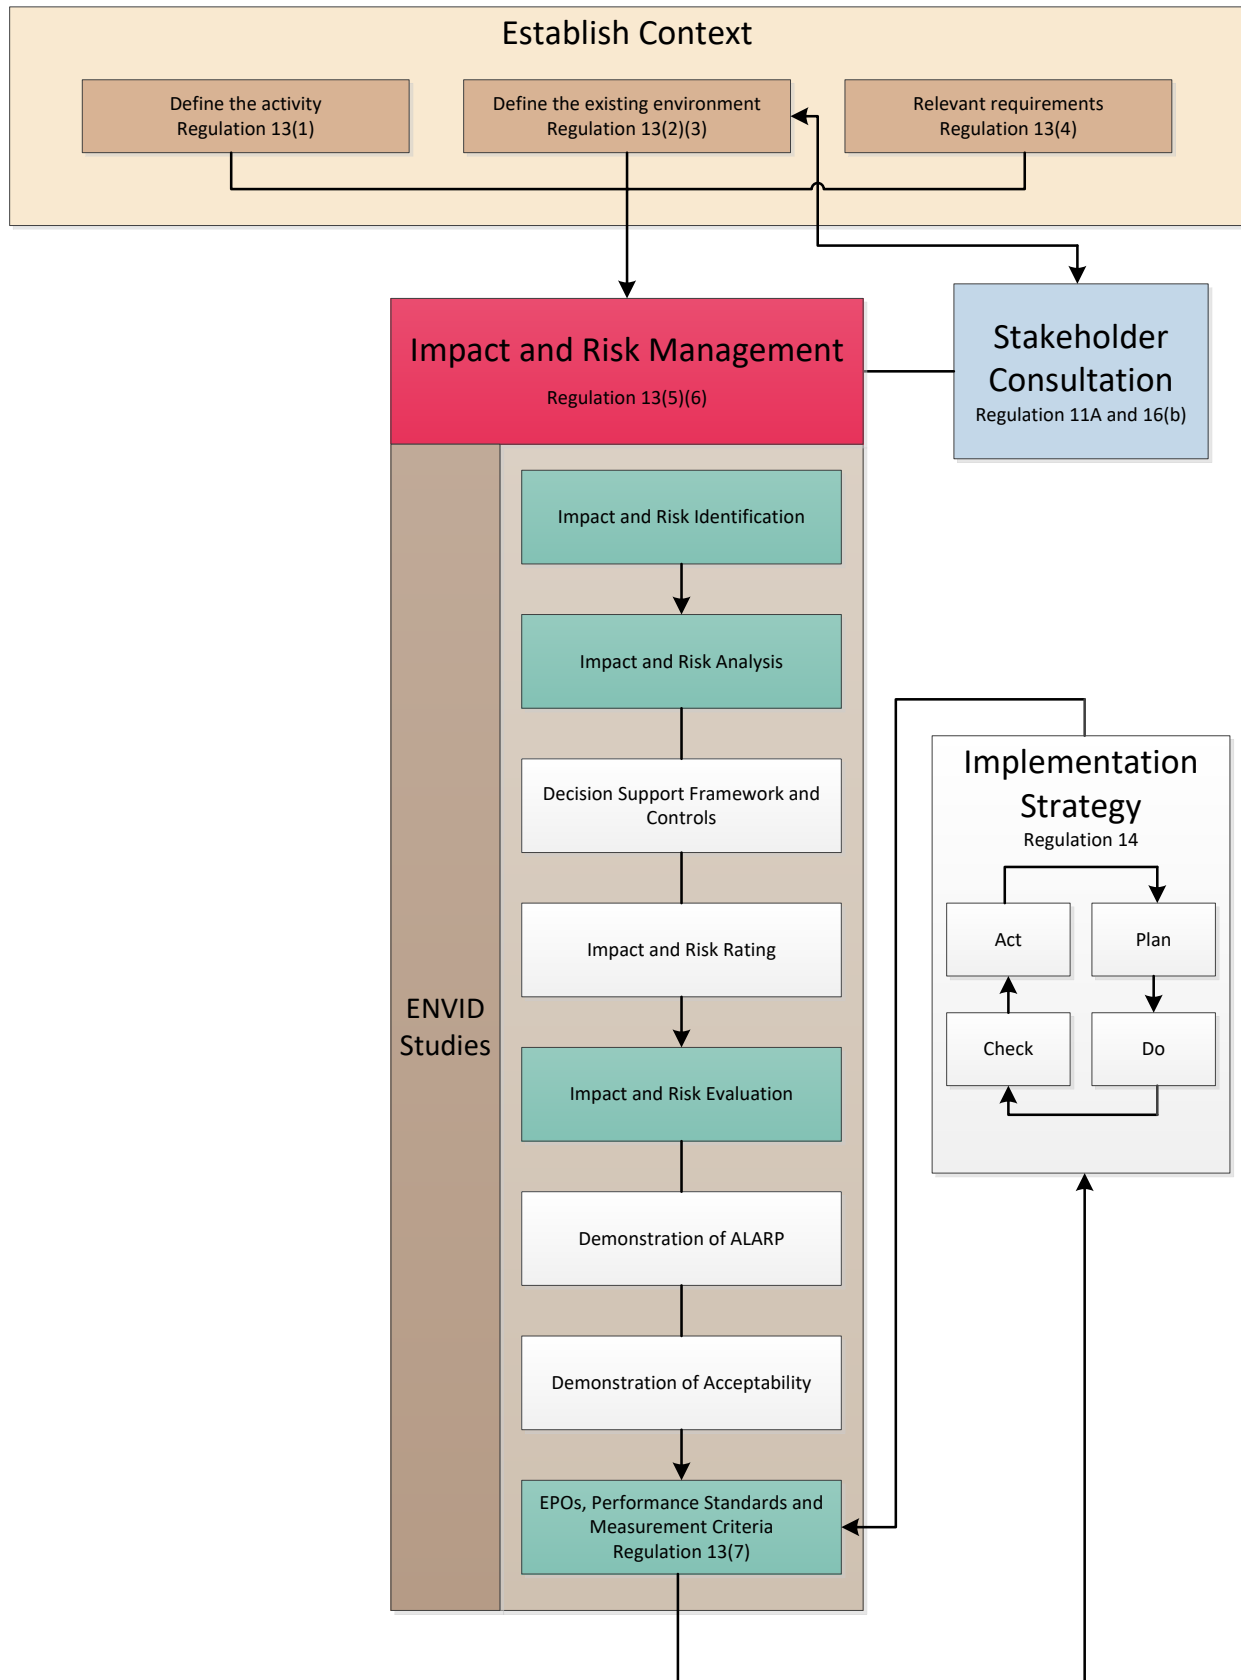 Establish Context
Define the activity
Regulation 13(1)
Define the existing environment
Regulation 13(2)(3)
Relevant requirements
Regulation 13(4)
Impact and Risk Management
Regulation 13(5)(6)
Stakeholder
Consultation
Regulation 11A and 16(b)
ENVID
Studies
Impact and Risk Identification
Impact and Risk Analysis
Decision Support Framework and
Controls
Impact and Risk Rating
Impact and Risk Evaluation
Demonstration of ALARP
Demonstration of Acceptability
EPOs, Performance Standards and
Measurement Criteria
Regulation 13(7)
Implementation
Strategy
Regulation 14
Act
Plan
Check
Do